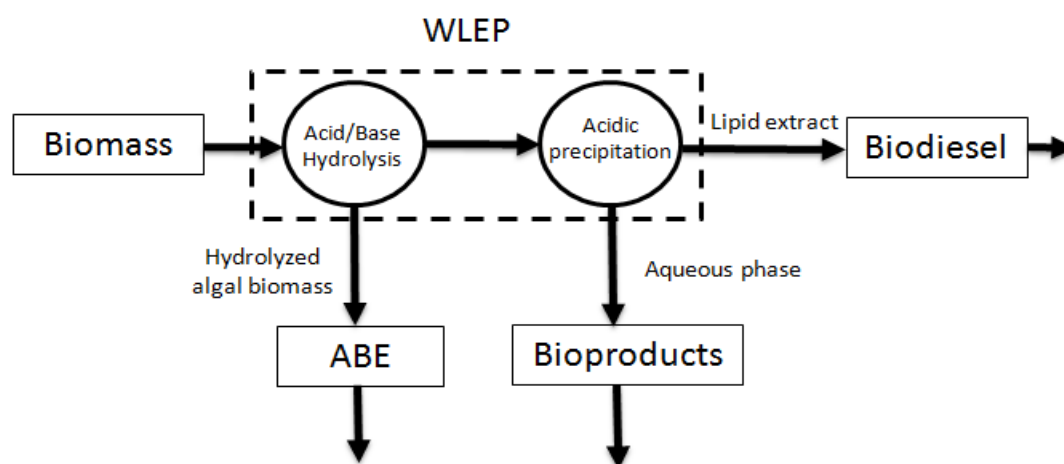 WLEP
Biomass
Acid/Base
Hydrolysis
Acidic
precipitation
Lipid extract
Biodiesel
Hydrolyzed
algal biomass
Aqueous phase
ABE
Bioproducts